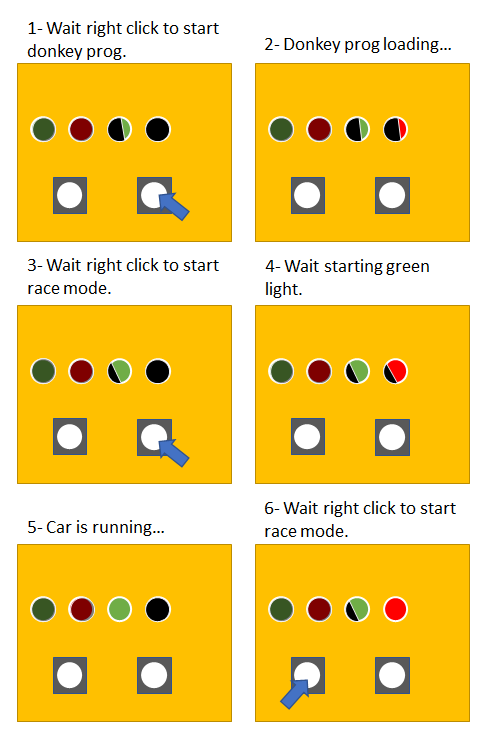 1- Wait right click to start
donkey prog.
2- Donkey prog loading...
3- Wait right click to start
race mode.
4- Wait starting green
light.
5- Car is running...
6- Wait right click to start
race mode.